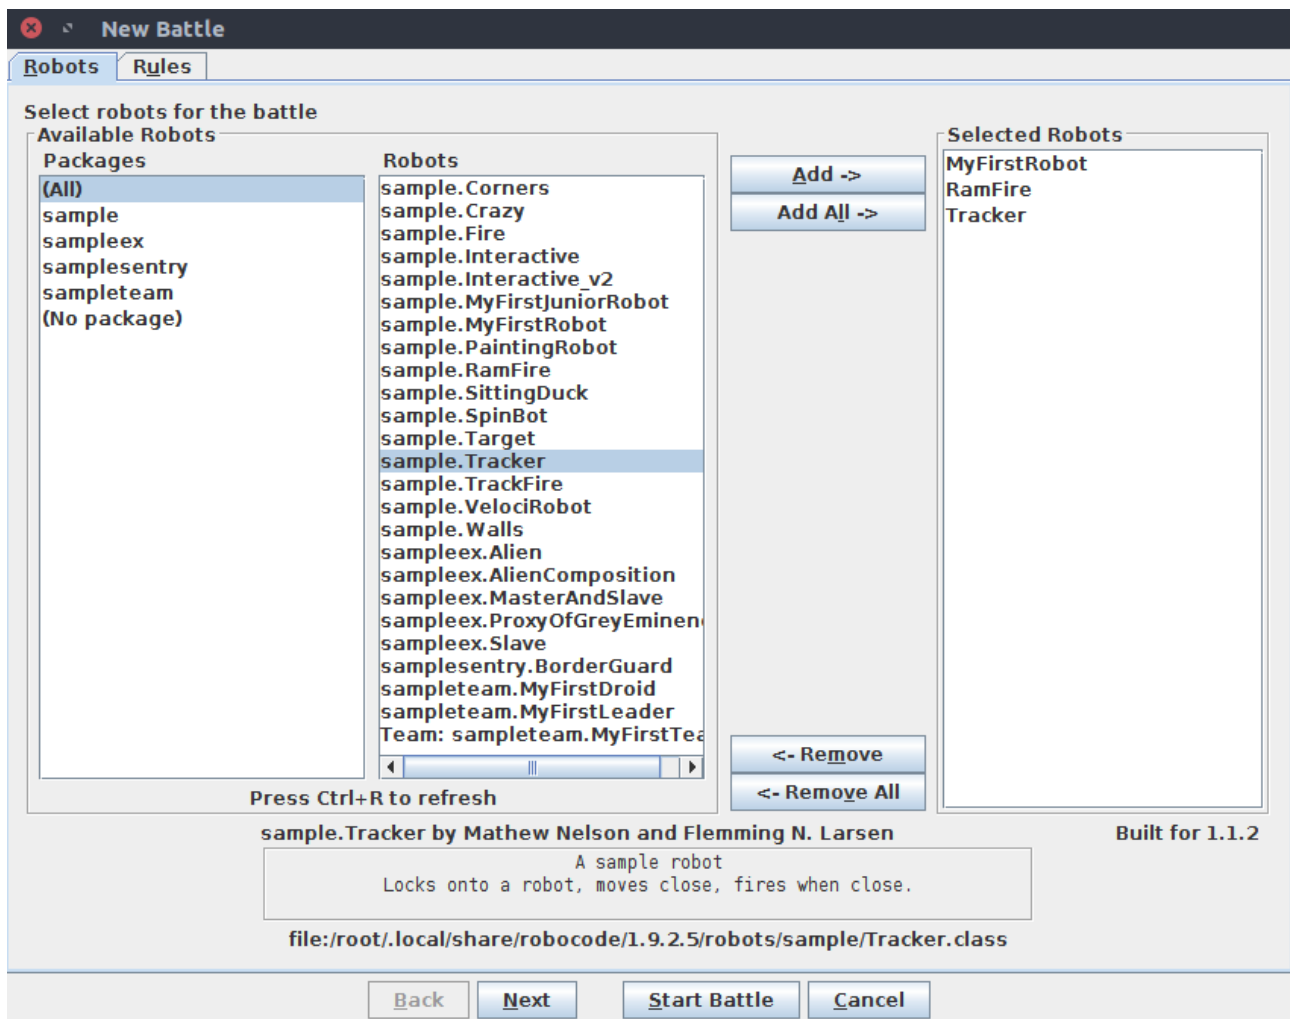 New Battle
Robots Rules
Select robots for the battle
Available Robots
Packages
(All)
sample
sampleex
samplesentry
sampleteam
(No package)
Robots
sample.Corners
sample.Crazy
sample.Fire
sample.Interactive
sample.Interactive_v2
sample.MyFirstJuniorRobot
sample.MyFirstRobot
sample.PaintingRobot
sample.RamFire
sample.SittingDuck
sample.SpinBot
sample.Target
sample.Tracker
sample.TrackFire
sample.VelociRobot
sample.Walls
sampleex.Alien
sampleex.AlienComposition
sampleex.MasterAndSlave
sampleex.ProxyOfGreyEminen
sampleex.Slave
samplesentry.BorderGuard
sampleteam.MyFirstDroid
sampleteam.MyFirstLeader
Team: sampleteam.MyFirstTea
Press Ctrl+R to refresh
Add ->
Add All ->
<- Remove
<- Remove All
Selected Robots
MyFirstRobot
RamFire
Tracker
sample.Tracker by Mathew Nelson and Flemming N. Larsen
Built for 1.1.2
A sample robot
Locks onto a robot, moves close, fires when close.
file:/root/.local/share/robocode/1.9.2.5/robots/sample/Tracker.class
Back Next Start Battle Cancel